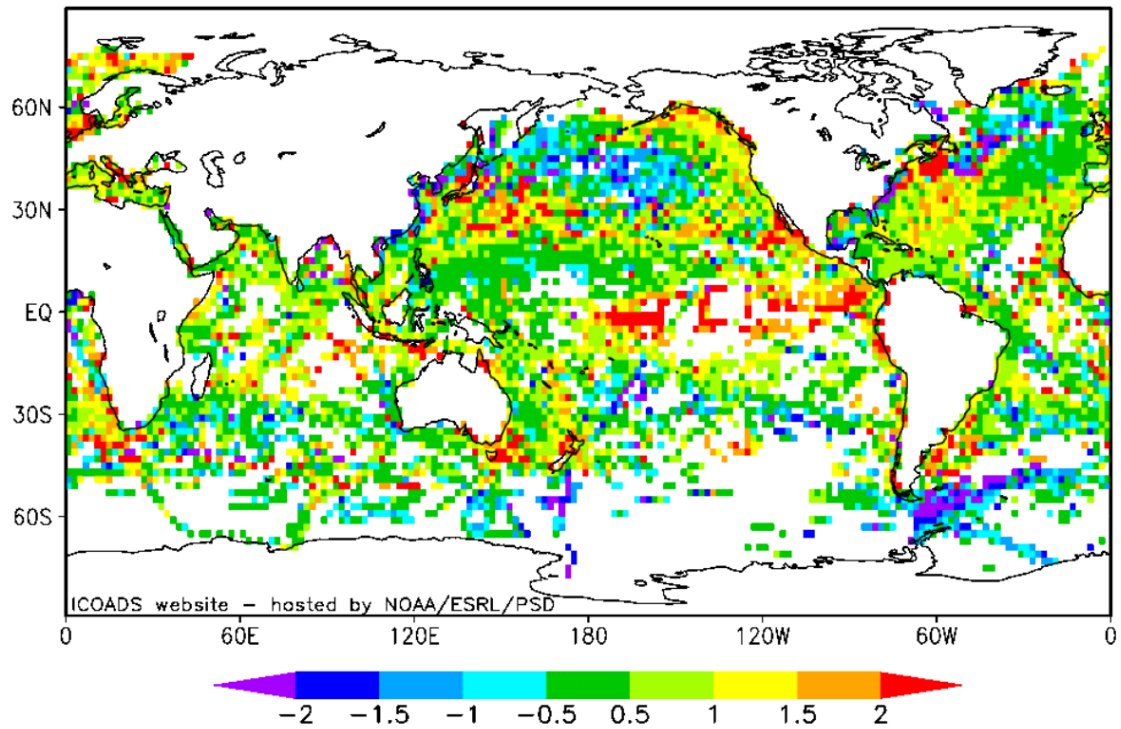 60N
30N
EQ
30S
60S
ICOADS website – hosted by NOAA/ESRL/PSD
0 60E 120E 180 120W 60W 0
−2 −1.5 −1 −0.5 0.5 1 1.5 2